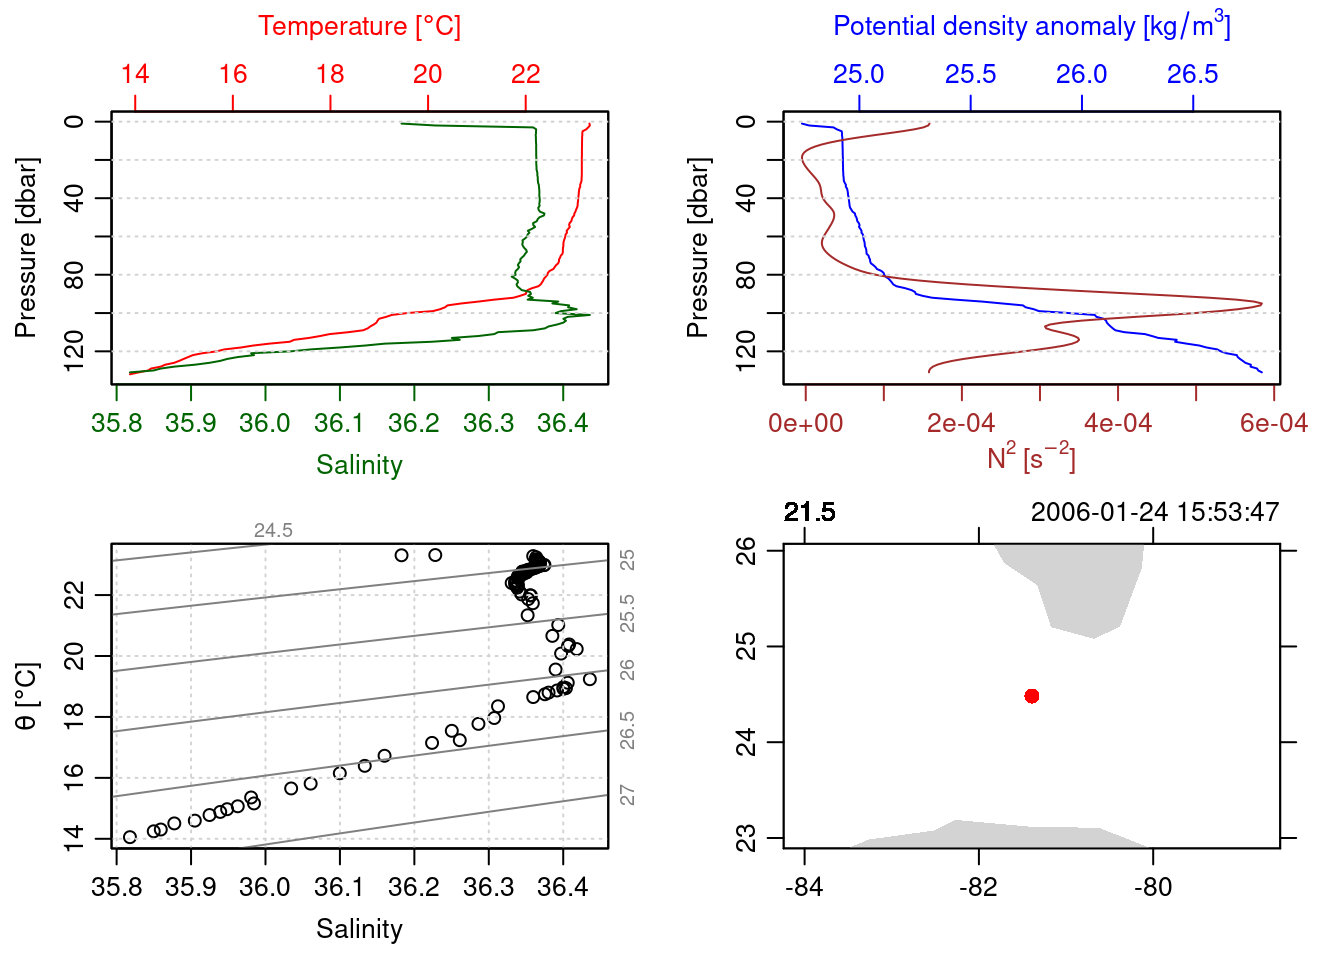 Temperature [°C]
14 16 18 20 22
Pressure [dbar]
0 40 80 120
35.8 35.9 36.0 36.1 36.2 36.3 36.4
Salinity
Potential density anomaly [kg/m³]
25.0 25.5 26.0 26.5
Pressure [dbar]
0 40 80 120
0e+00 2e-04 4e-04 6e-04
N² [s⁻²]
24.5
25
25.5
26
26.5
27
θ [°C]
22 20 18 16 14
35.8 35.9 36.0 36.1 36.2 36.3 36.4
Salinity
21.5 2006-01-24 15:53:47
26 25 24 23
-84 -82 -80